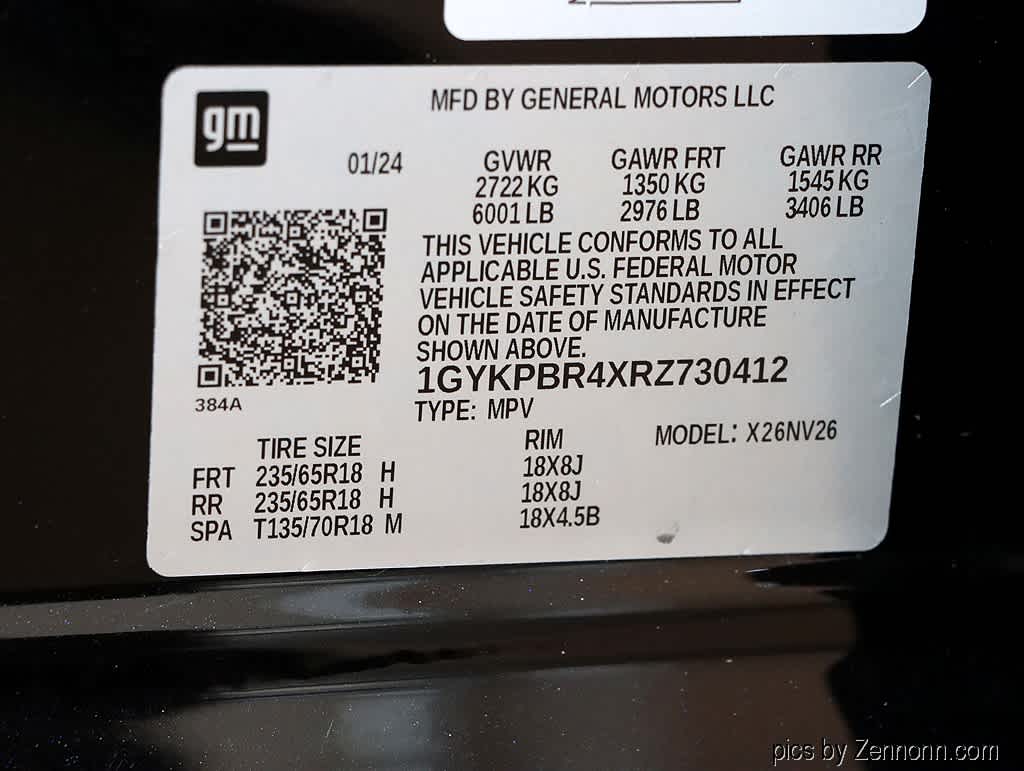 gm
MFD BY GENERAL MOTORS LLC
01/24
GVWR GAWR FRT GAWR RR
2722 KG 1350 KG 1545 KG
6001 LB 2976 LB 3406 LB
THIS VEHICLE CONFORMS TO ALL
APPLICABLE U.S. FEDERAL MOTOR
VEHICLE SAFETY STANDARDS IN EFFECT
ON THE DATE OF MANUFACTURE
SHOWN ABOVE.
1GYKPBR4XRZ730412
384A
TYPE: MPV
TIRE SIZE RIM MODEL: X26NV26
FRT 235/65R18 H 18X8J
RR 235/65R18 H 18X8J
SPA T135/70R18 M 18X4.5B
pics by Zennonn.com